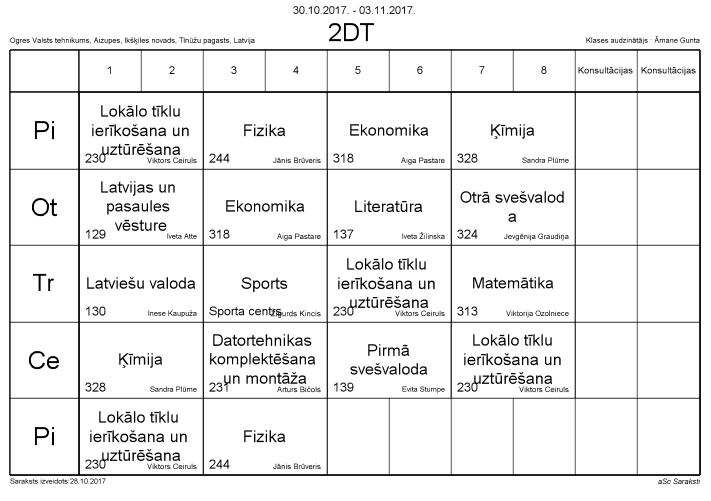 30.10.2017. - 03.11.2017.
2DT
Ogres Valsts tehnikums, Aizupes, Ikšķiles novads, Tīnūžu pagasts, Latvija
Klases audzinātājs : Āmane Gunta
1 2 3 4 5 6 7 8 Konsultācijas Konsultācijas
Pi
Lokālo tīklu
ierīkošana un
uztūrēšana
230 Viktors Ceiruls
Fizika
244 Jānis Brūveris
Ekonomika
318 Aiga Pastare
Ķīmija
328 Sandra Plūme
Ot
Latvijas un
pasaules
vēsture
129 Iveta Atte
Ekonomika
318 Aiga Pastare
Literatūra
137 Iveta Žilinska
Otrā svešvalod
a
324 Jevgēnija Graudiņa
Tr
Latviešu valoda
130 Inese Kaupuža
Sports
Sporta centrs Sigurds Kincis
Lokālo tīklu
ierīkošana un
uztūrēšana
230 Viktors Ceiruls
Matemātika
313 Viktorija Ozolniece
Ce
Ķīmija
328 Sandra Plūme
Datortehnikas
komplektēšana
un montāža
231 Arturs Bičols
Pirmā
svešvaloda
139 Evita Stumpe
Lokālo tīklu
ierīkošana un
uztūrēšana
230 Viktors Ceiruls
Pi
Lokālo tīklu
ierīkošana un
uztūrēšana
230 Viktors Ceiruls
Fizika
244 Jānis Brūveris
Saraksts izveidots:28.10.2017
aSc Saraksti